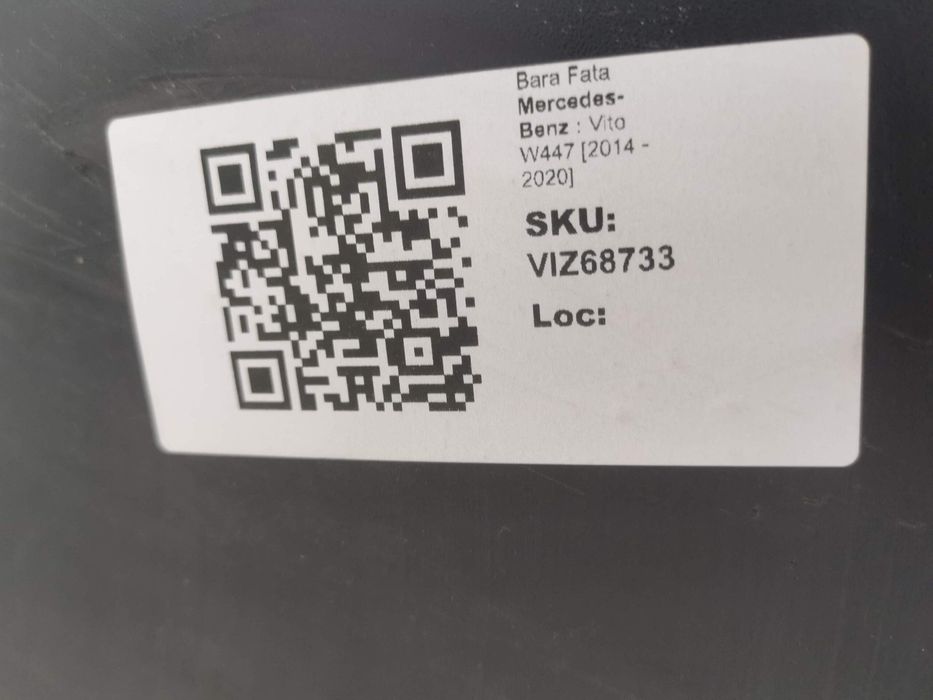 Bara Fata
Mercedes-
Benz : Vito
W447 [2014 -
2020]
SKU:
VIZ68733
Loc: